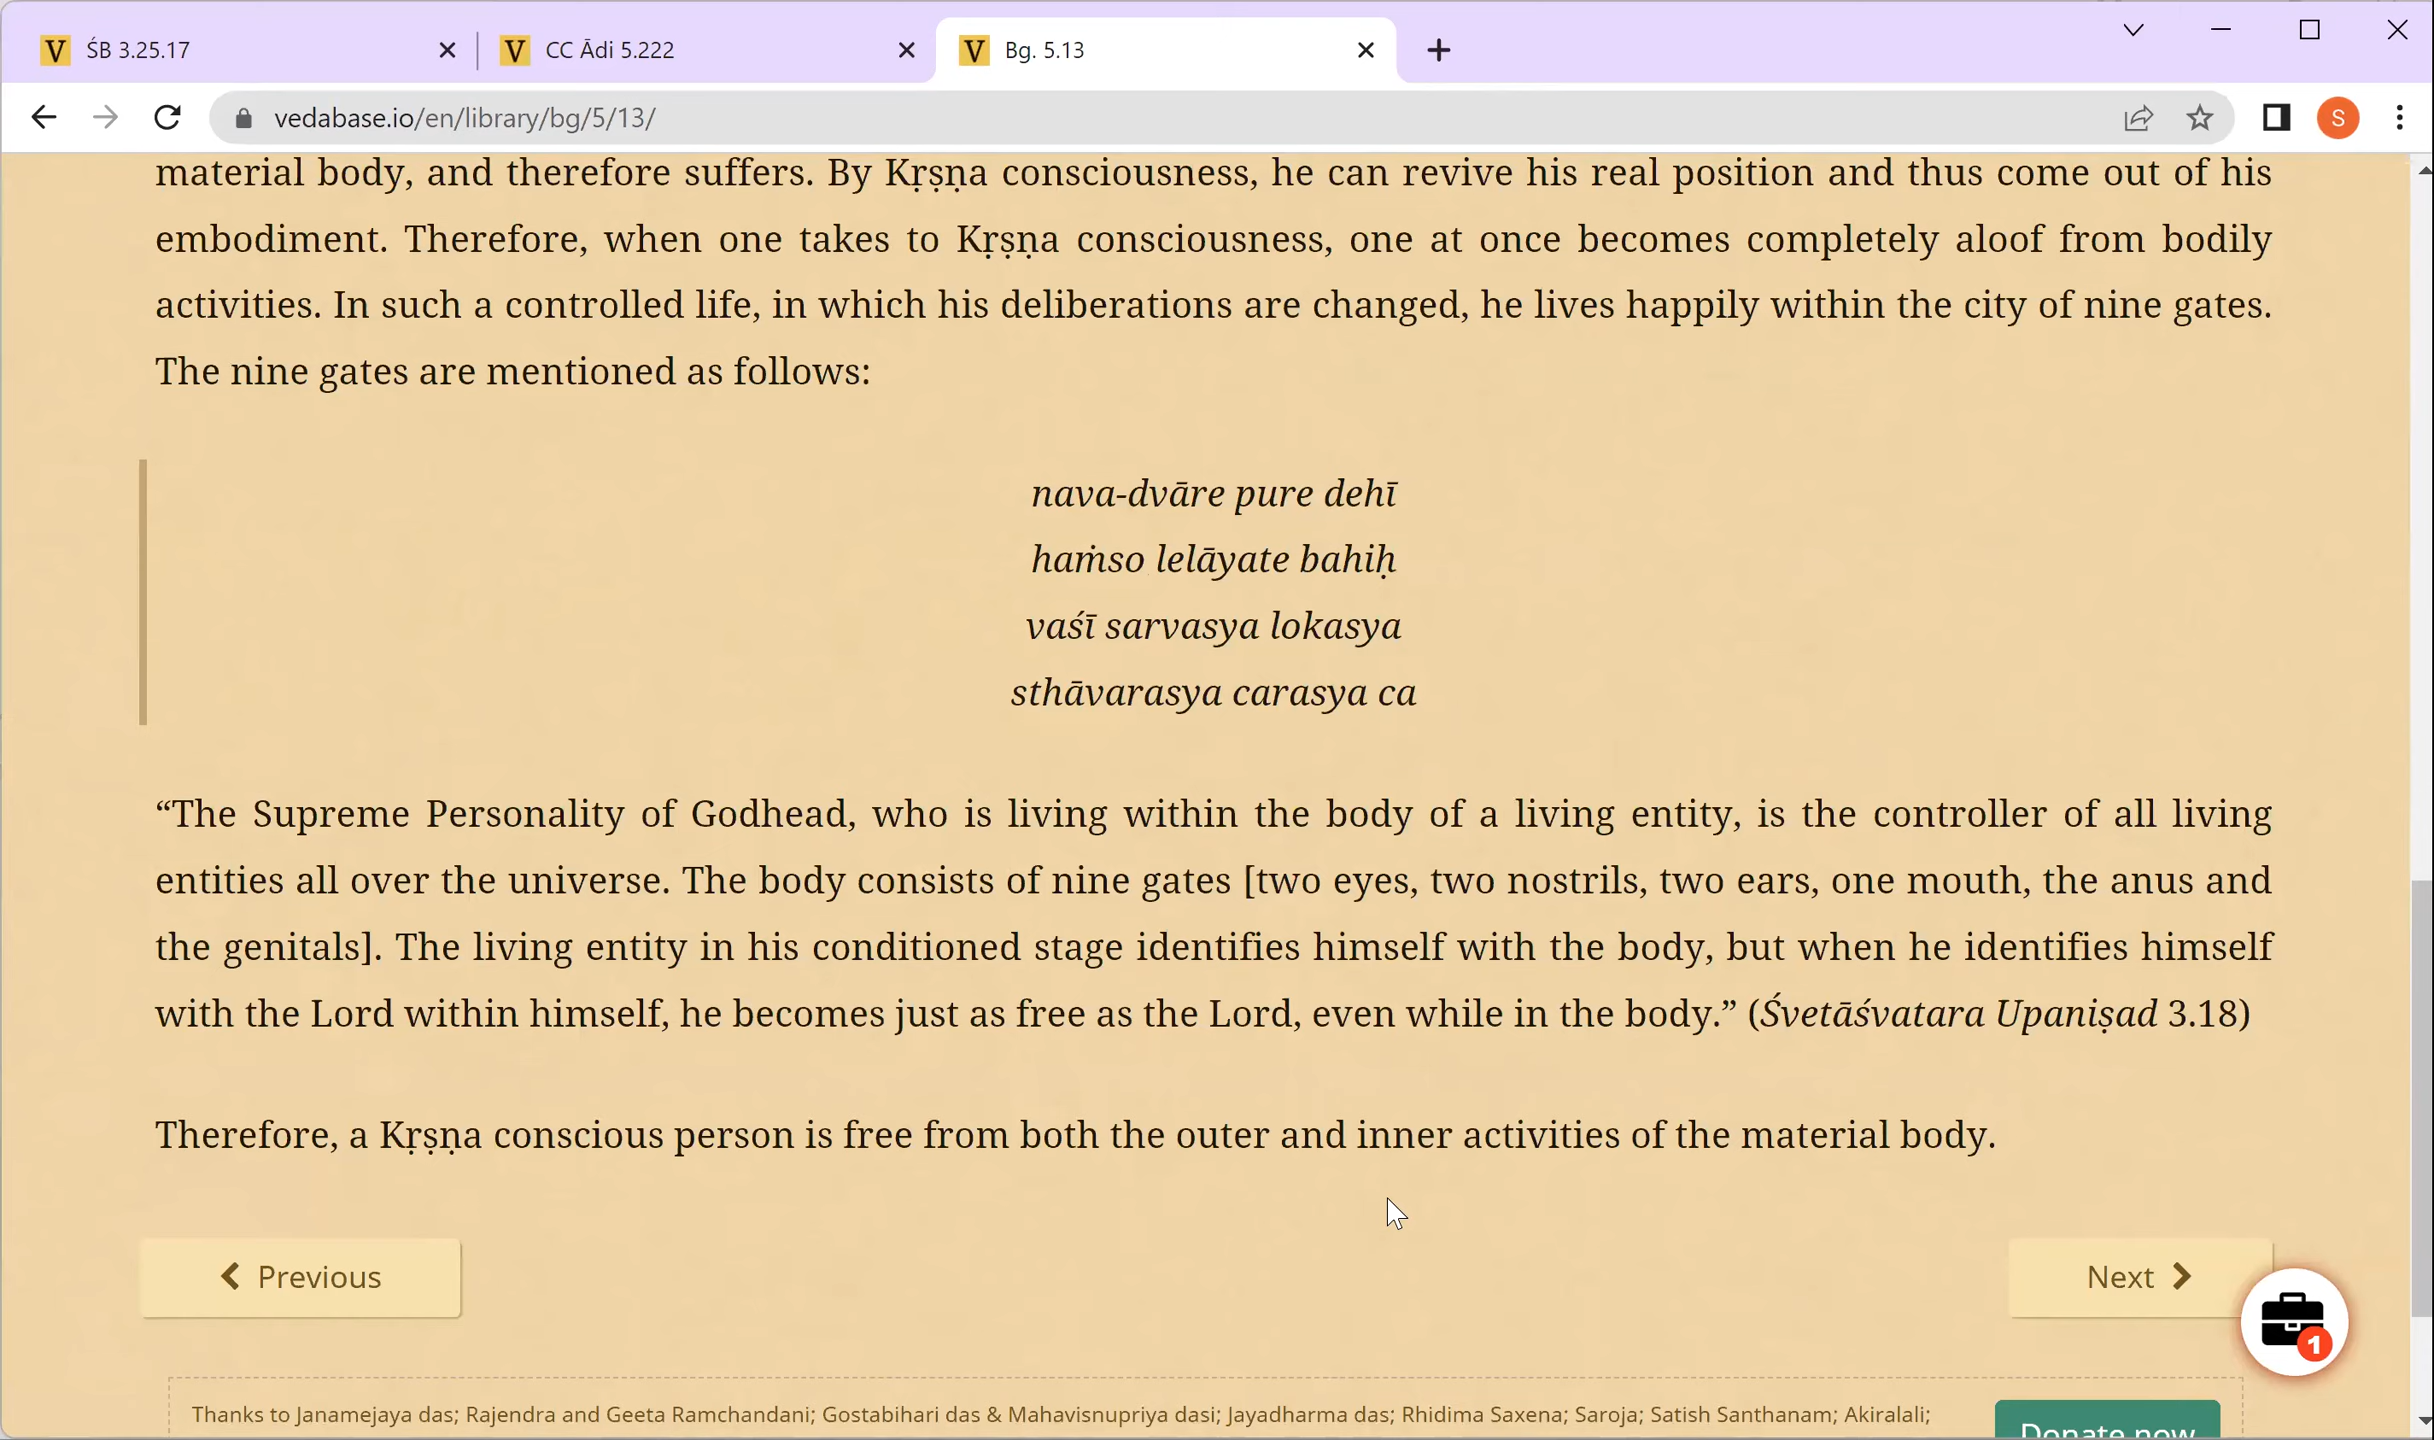 ŚB 3.25.17
CC Ādi 5.222
Bg. 5.13
vedabase.io/en/library/bg/5/13/
S
material body, and therefore suffers. By Kṛṣṇa consciousness, he can revive his real position and thus come out of his
embodiment. Therefore, when one takes to Kṛṣṇa consciousness, one at once becomes completely aloof from bodily
activities. In such a controlled life, in which his deliberations are changed, he lives happily within the city of nine gates.
The nine gates are mentioned as follows:
nava-dvāre pure dehī
haṁso lelāyate bahiḥ
vaśī sarvasya lokasya
sthāvarasya carasya ca
“The Supreme Personality of Godhead, who is living within the body of a living entity, is the controller of all living
entities all over the universe. The body consists of nine gates [two eyes, two nostrils, two ears, one mouth, the anus and
the genitals]. The living entity in his conditioned stage identifies himself with the body, but when he identifies himself
with the Lord within himself, he becomes just as free as the Lord, even while in the body.” (Śvetāśvatara Upaniṣad 3.18)
Therefore, a Kṛṣṇa conscious person is free from both the outer and inner activities of the material body.
Previous
Next
1
Thanks to Janamejaya das; Rajendra and Geeta Ramchandani; Gostabihari das & Mahavisnupriya dasi; Jayadharma das; Rhidima Saxena; Saroja; Satish Santhanam; Akiralali;
Donate now